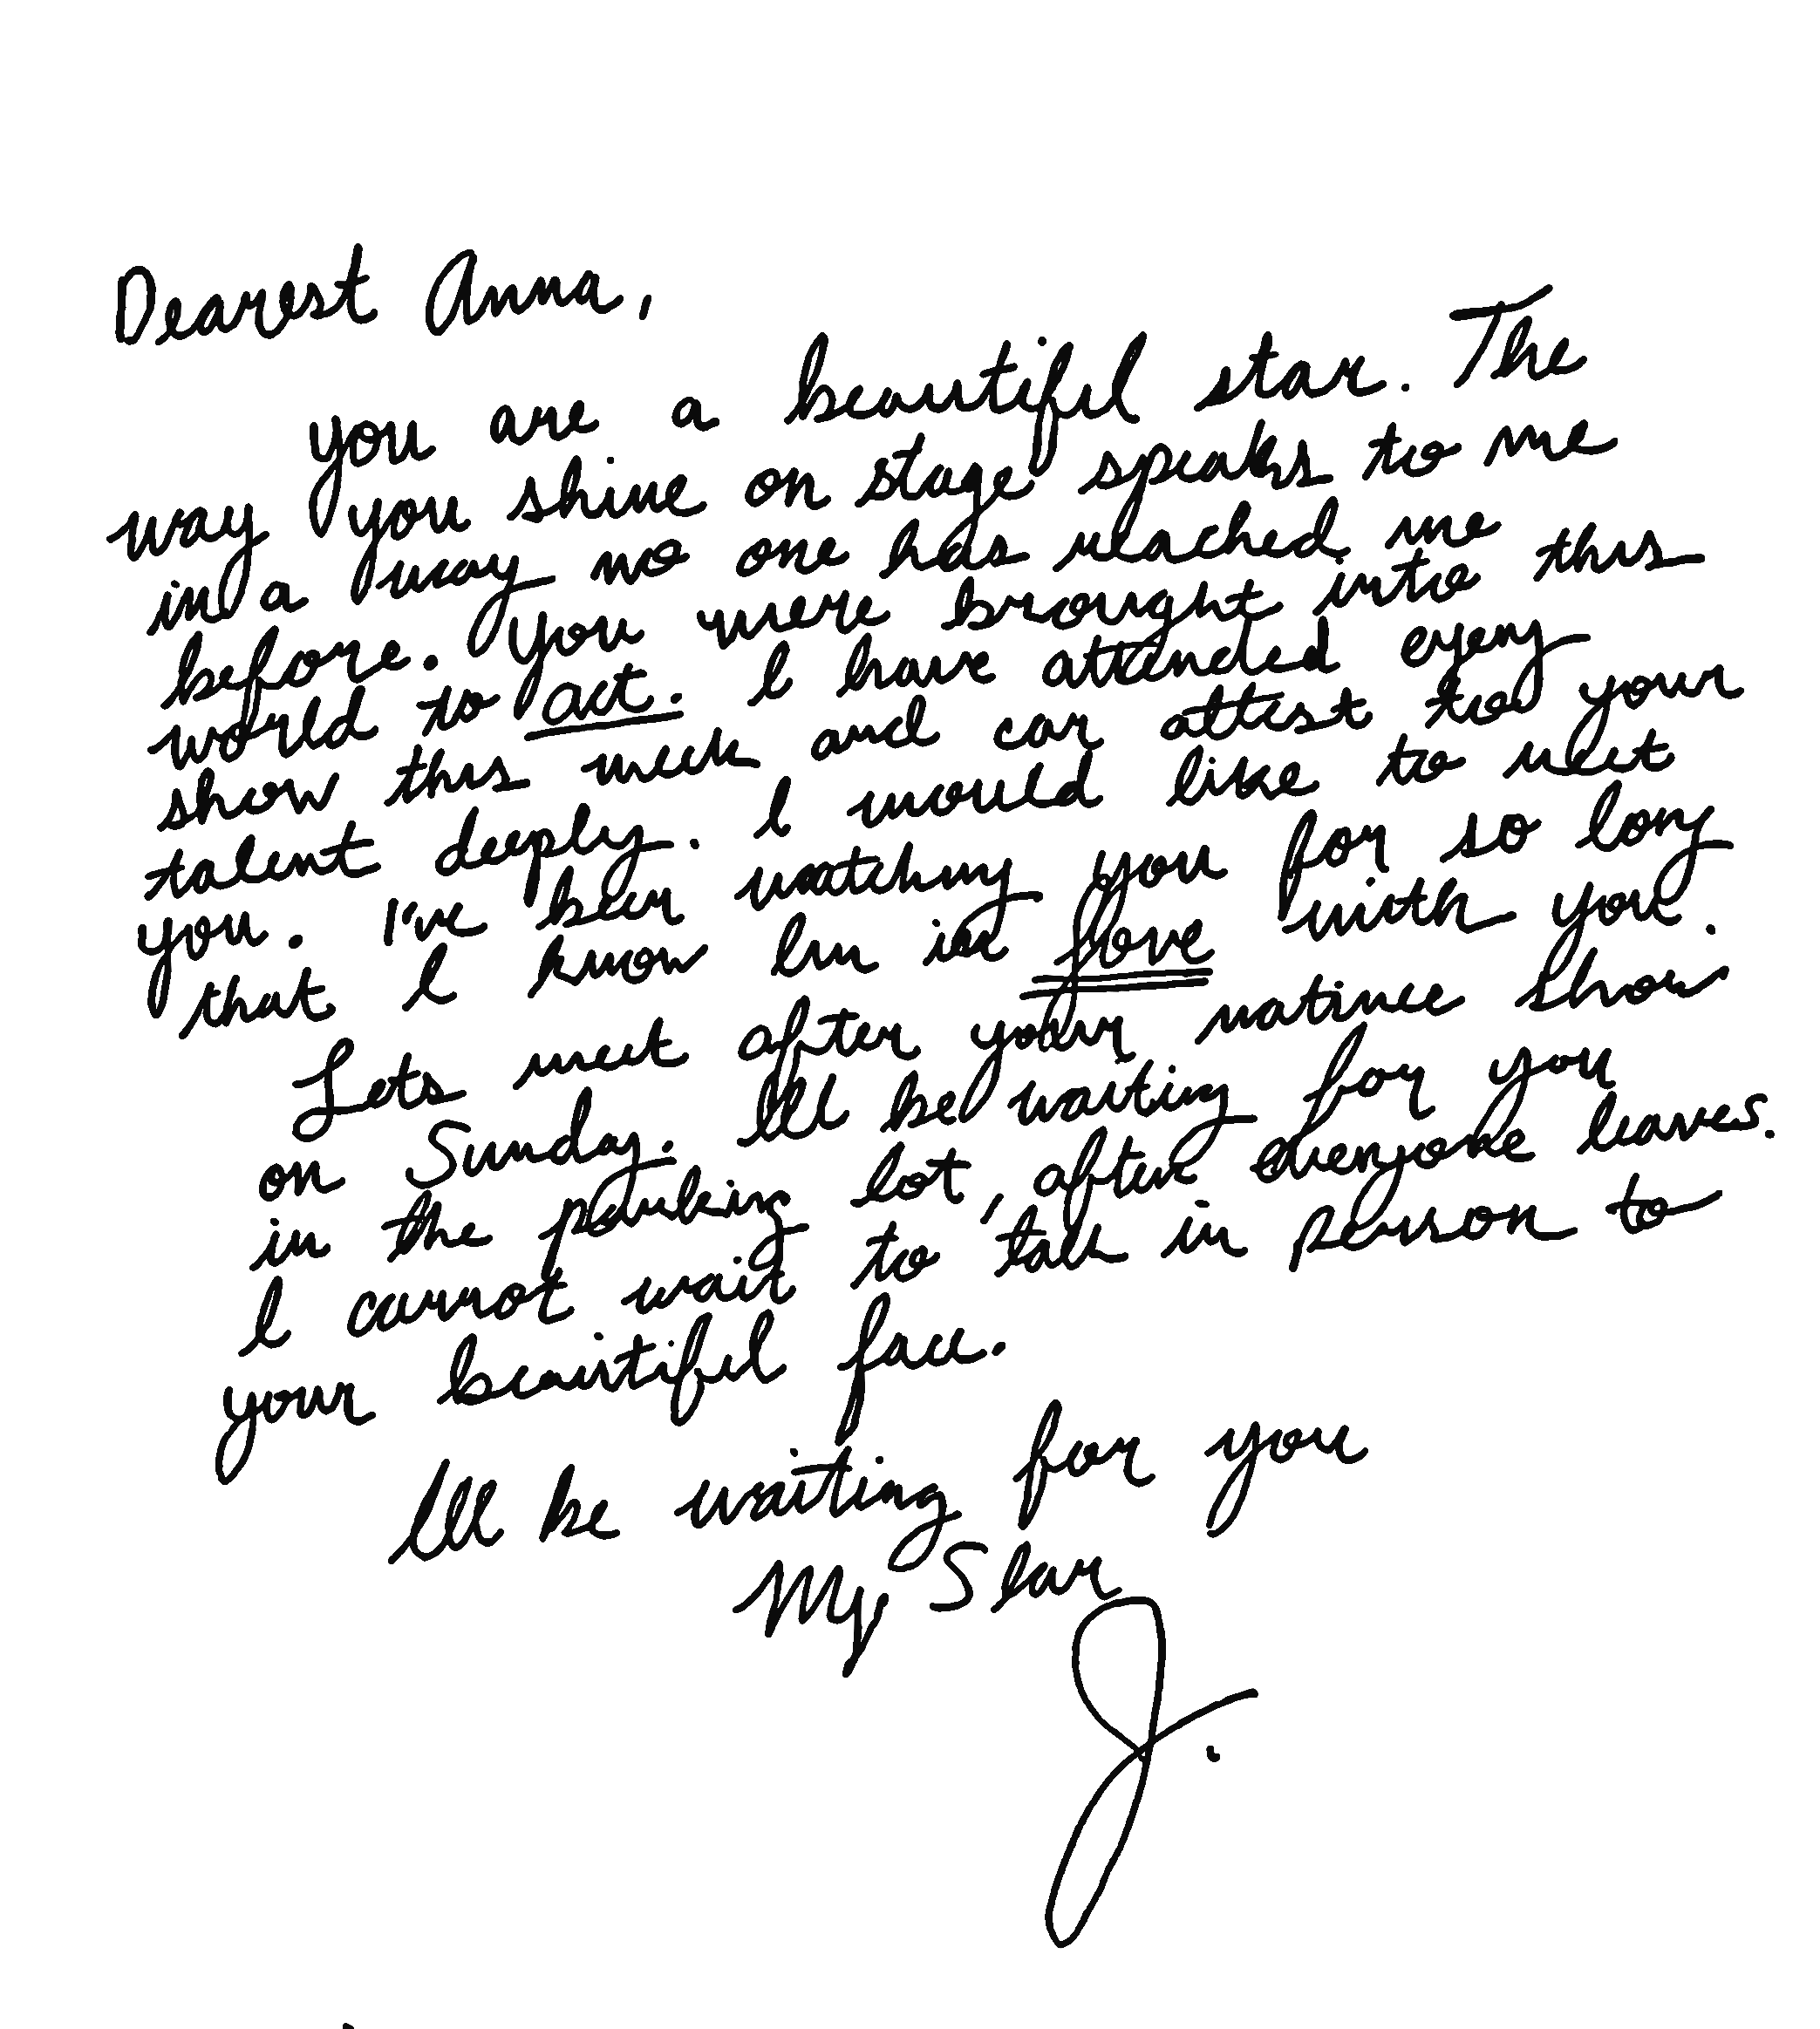 Dearest Anna,
you are a beautiful star. The
way you shine on stage speaks to me
in a way no one has reached me
before. You were brought into this
world to act. I have attended every
show this week and can attest to your
talent deeply. I would like to meet
you. I've been watching you for so long
that I know Im in love with you.
Lets meet after your matinee show
on Sunday. Ill be waiting for you
in the parking lot, after everyone leaves.
I cannot wait to talk in person to
your beautiful face.
Ill be waiting for you
My Star
J.